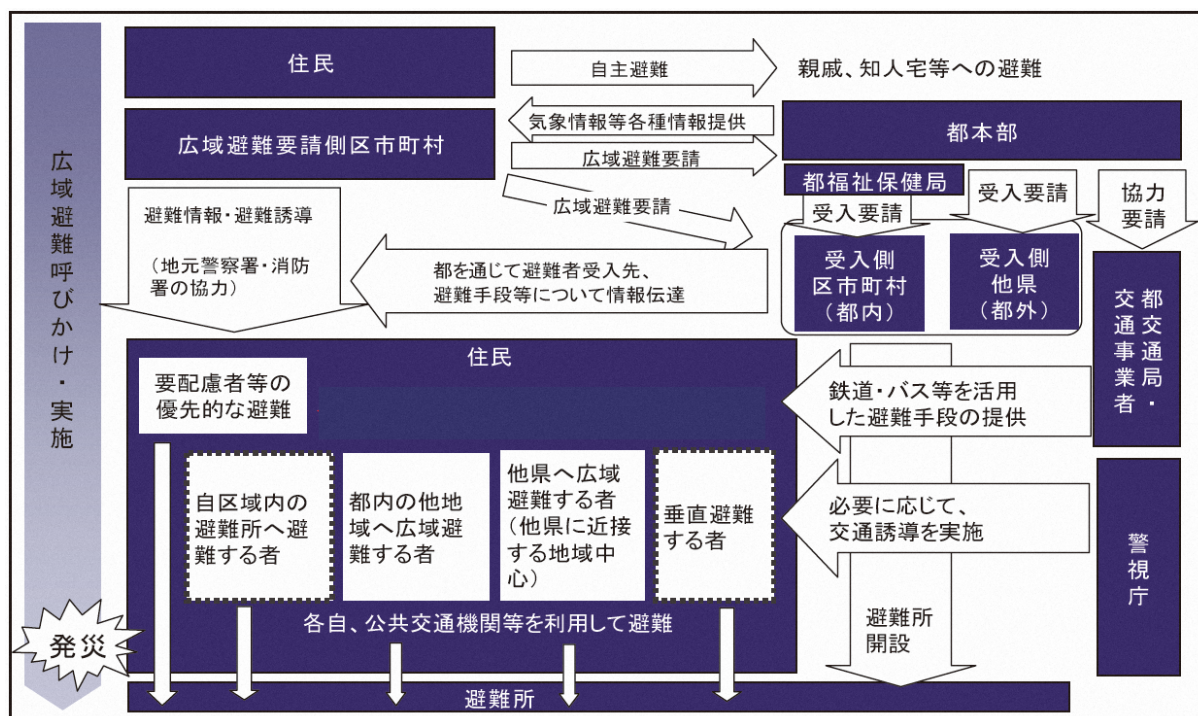 住民
自主避難
親戚、知人宅等への避難
広域避難要請側区市町村
気象情報等各種情報提供
都本部
広域避難要請
都福祉保健局
広域避難要請
受入要請
受入要請
協力
要請
避難情報・避難誘導
(地元警察署・消防
署の協力)
都を通じて避難者受入先、
避難手段等について情報伝達
受入側
区市町村
(都内)
受入側
他県
(都外)
都交通局・
交通事業者
広域避難呼びかけ・実施
住民
要配慮者等の
優先的な避難
鉄道・バス等を活用
した避難手段の提供
自区域内の
避難所へ避
難する者
都内の他地
域へ広域避
難する者
他県へ広域
避難する者
(他県に近接
する地域中
心)
垂直避難
する者
必要に応じて、
交通誘導を実施
警視庁
各自、公共交通機関等を利用して避難
避難所
開設
発災
避難所